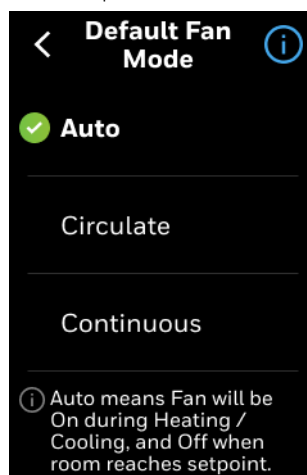 Default Fan
Mode
Auto
Circulate
Continuous
Auto means Fan will be
On during Heating /
Cooling, and Off when
room reaches setpoint.